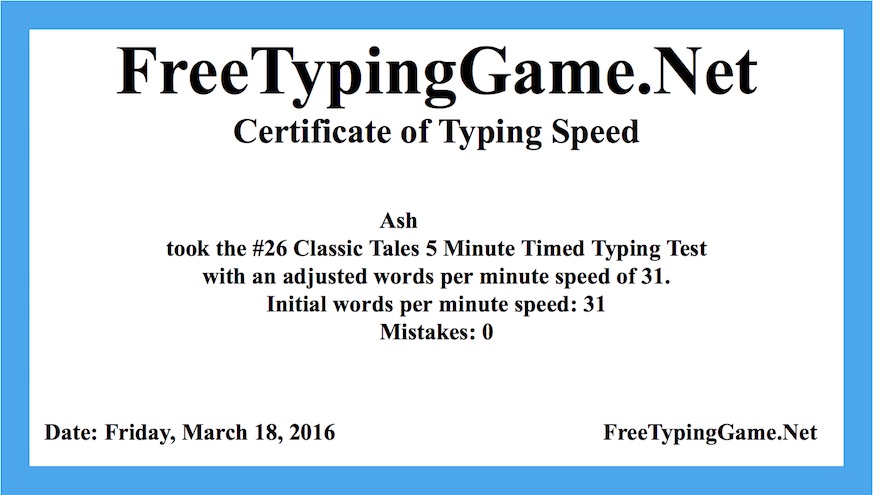 FreeTypingGame.Net
Certificate of Typing Speed
Ash
took the #26 Classic Tales 5 Minute Timed Typing Test
with an adjusted words per minute speed of 31.
Initial words per minute speed: 31
Mistakes: 0
Date: Friday, March 18, 2016
FreeTypingGame.Net